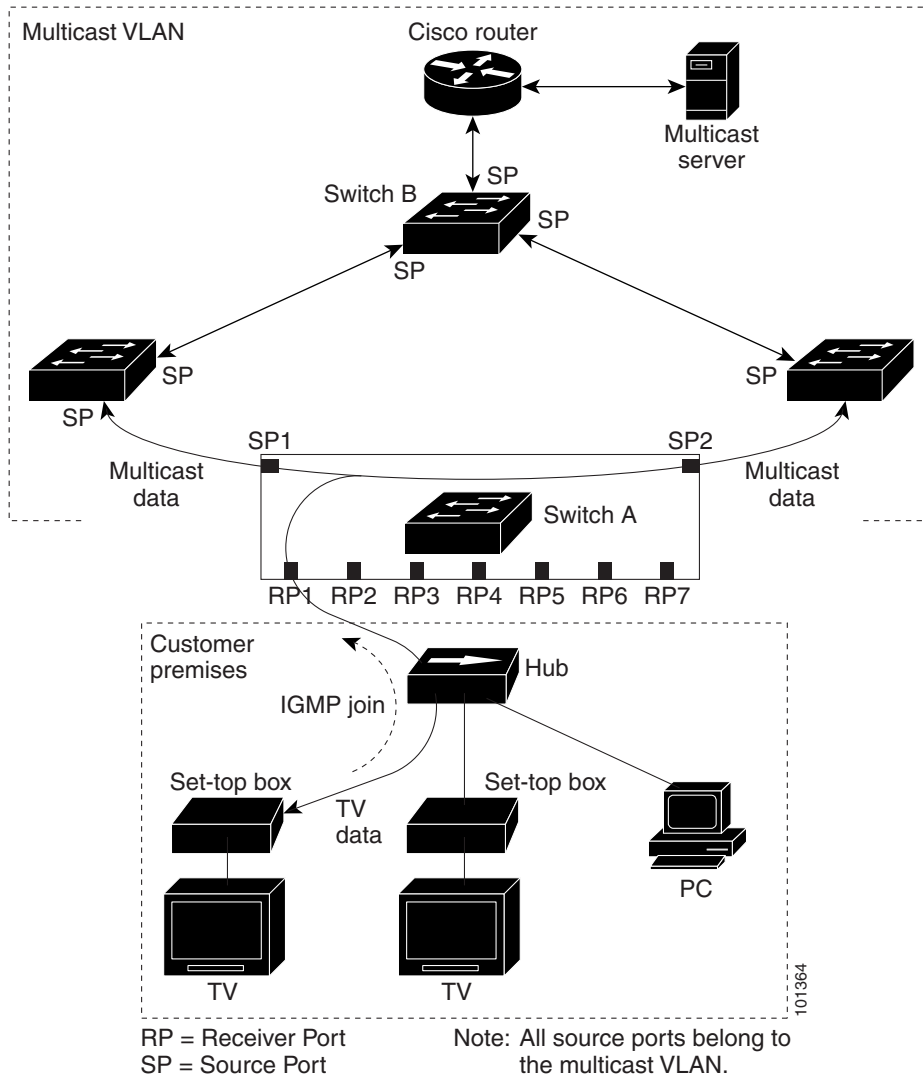 Multicast VLAN
Cisco router
Multicast
server
SP
Switch B
SP
SP
SP
SP
SP
SP1
SP2
Multicast
data
Multicast
data
Switch A
RP1 RP2 RP3 RP4 RP5 RP6 RP7
Customer
premises
Hub
IGMP join
Set-top box
Set-top box
TV
data
PC
TV
TV
101364
RP = Receiver Port
SP = Source Port
Note: All source ports belong to
the multicast VLAN.